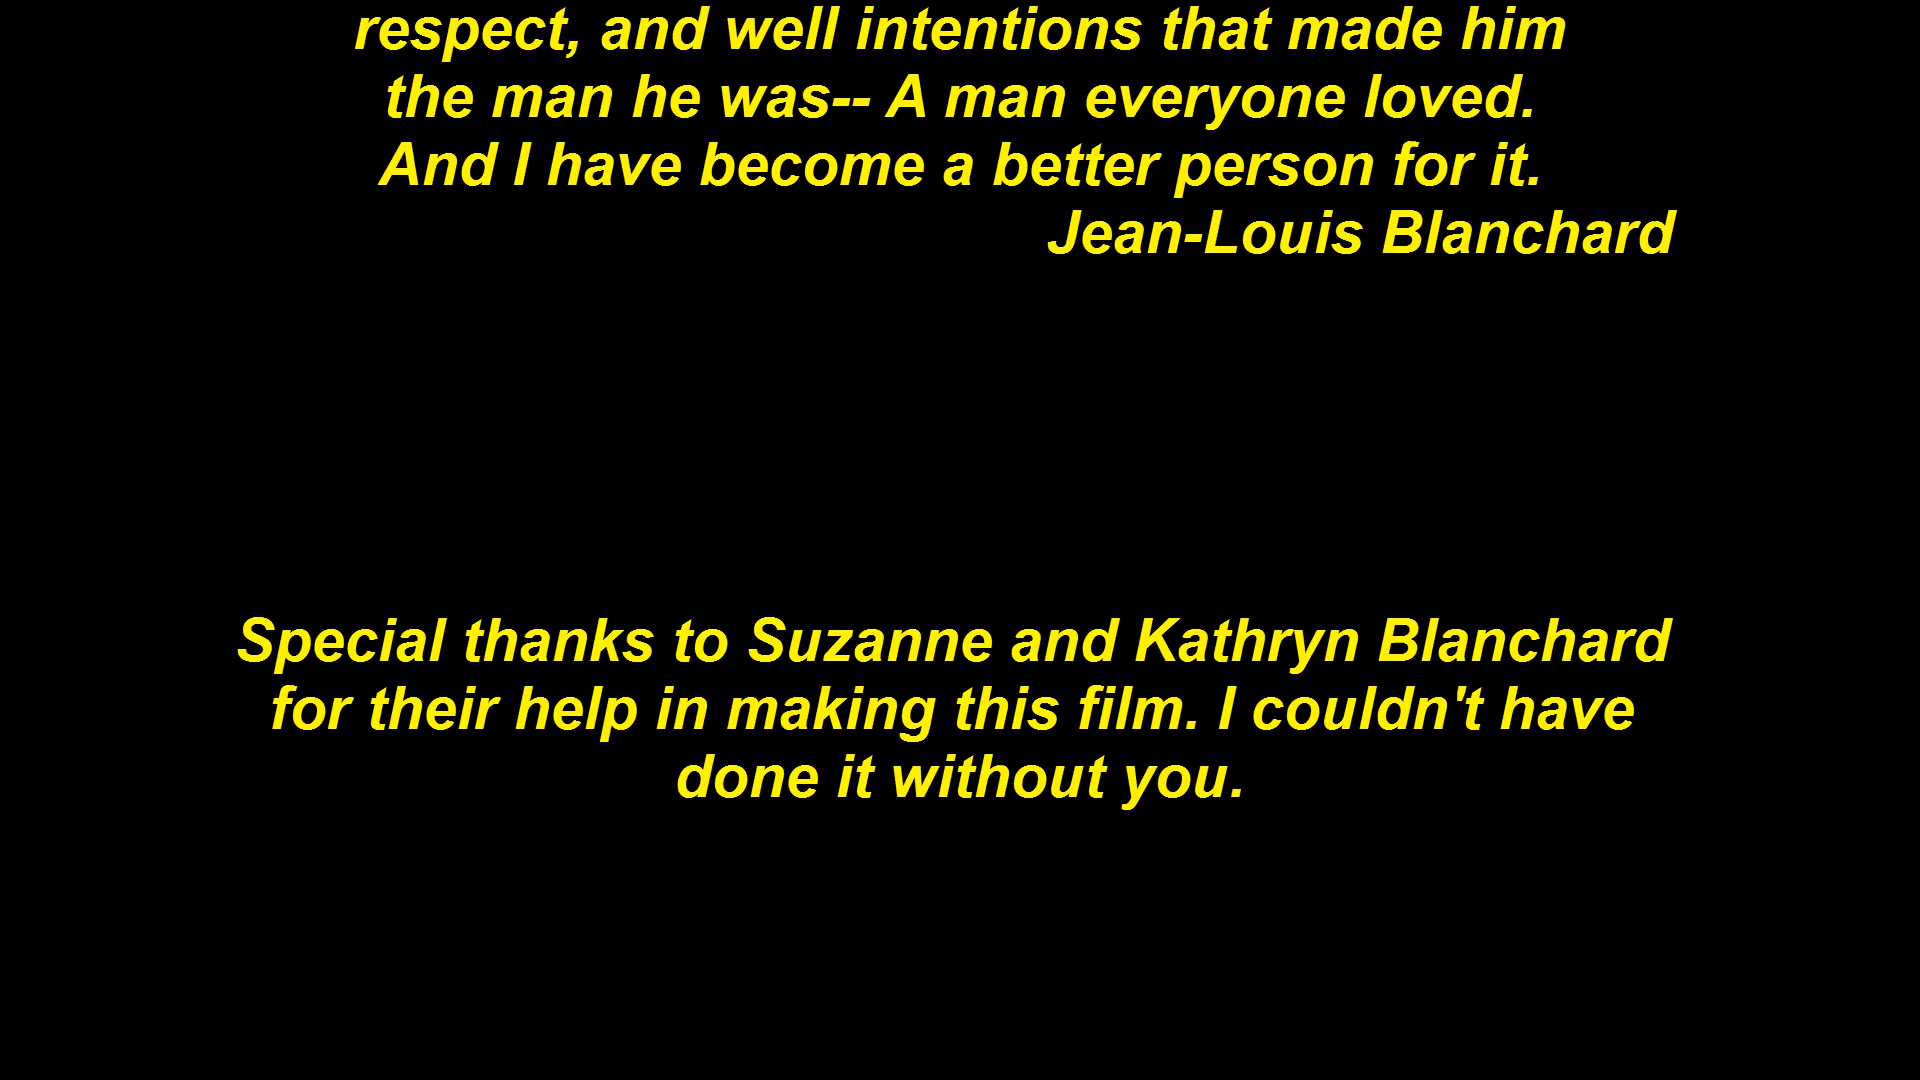 respect, and well intentions that made him
the man he was-- A man everyone loved.
And I have become a better person for it.
Jean-Louis Blanchard
Special thanks to Suzanne and Kathryn Blanchard
for their help in making this film. I couldn't have
done it without you.